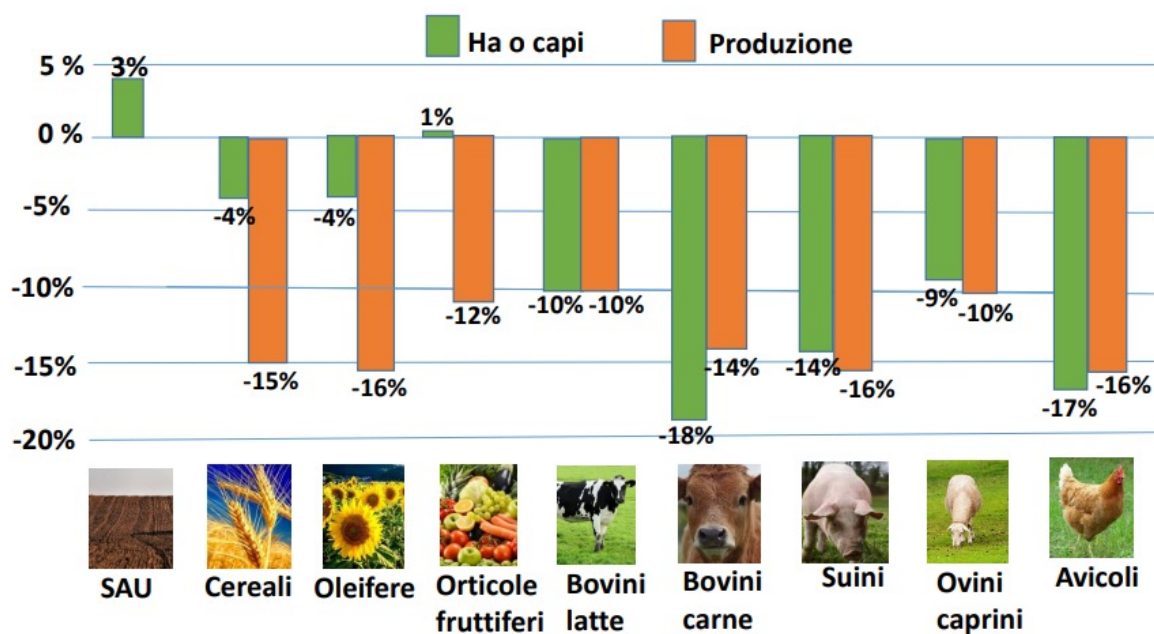 Ha o capi
Produzione
5 %
3%
0 %
1%
-5%
-4%
-4%
-10%
-12%
-10%
-10%
-9%
-10%
-15%
-15%
-16%
-14%
-14%
-16%
-17%
-16%
-20%
-18%
SAU
Cereali
Oleifere
Orticole
fruttiferi
Bovini
latte
Bovini
carne
Suini
Ovini
caprini
Avicoli